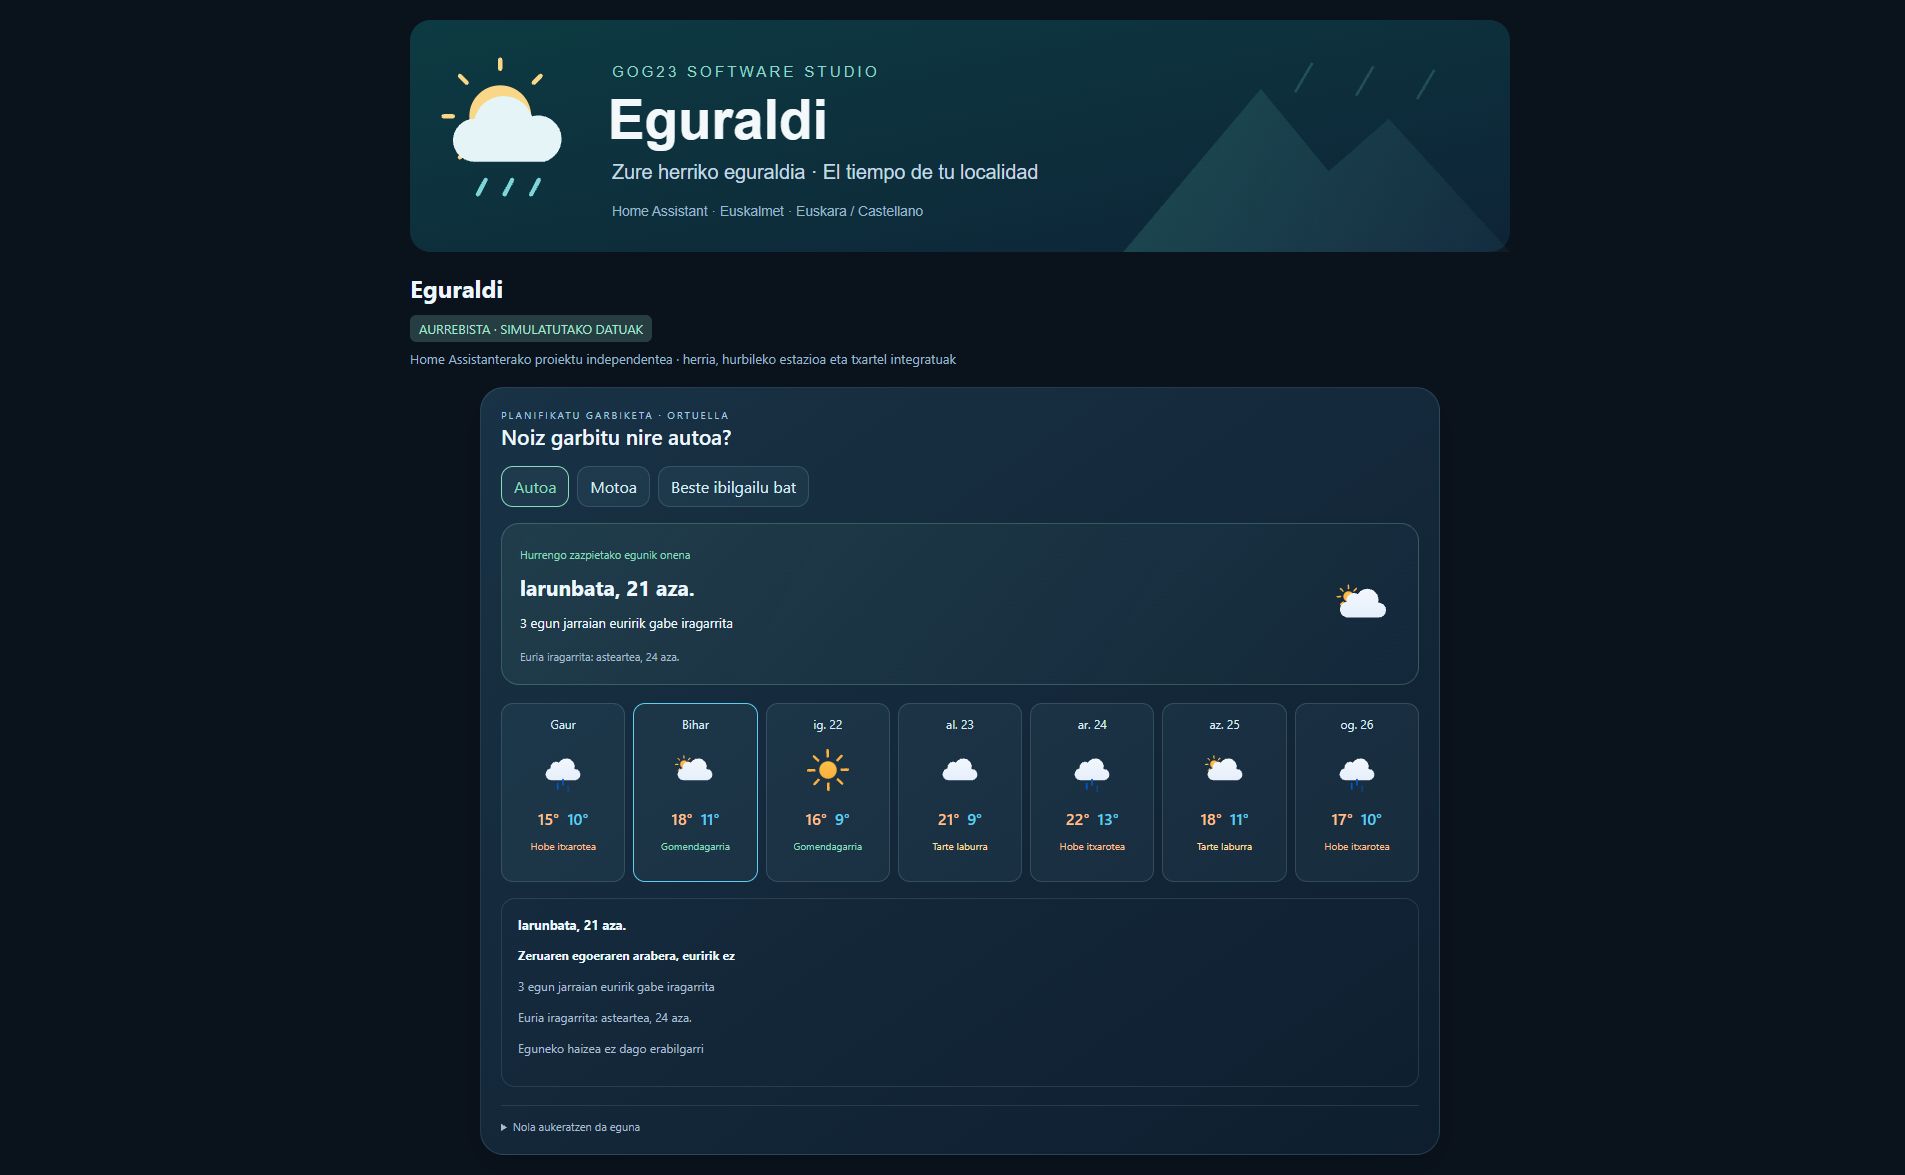 GOG23 SOFTWARE STUDIO
Eguraldi
Zure herriko eguraldia · El tiempo de tu localidad
Home Assistant · Euskalmet · Euskara / Castellano
Eguraldi
AURREBISTA · SIMULATUTAKO DATUAK
Home Assistanterako proiektu independentea · herria, hurbileko estazioa eta txartel integratuak
PLANIFIKATU GARBIKETA · ORTUELLA
Noiz garbitu nire autoa?
Autoa Motoa Beste ibilgailu bat
Hurrengo zazpietako egunik onena
larunbata, 21 aza.
3 egun jarraian euririk gabe iragarrita
Euria iragarrita: asteartea, 24 aza.
Gaur Bihar ig. 22 al. 23 ar. 24 az. 25 og. 26
15° 10° 18° 11° 16° 9° 21° 9° 22° 13° 18° 11° 17° 10°
Hobe itxarotea Gomendagarria Gomendagarria Tarte laburra Hobe itxarotea Tarte laburra Hobe itxarotea
larunbata, 21 aza.
Zeruaren egoeraren arabera, euririk ez
3 egun jarraian euririk gabe iragarrita
Euria iragarrita: asteartea, 24 aza.
Eguneko haizea ez dago erabilgarri
Nola aukeratzen da eguna